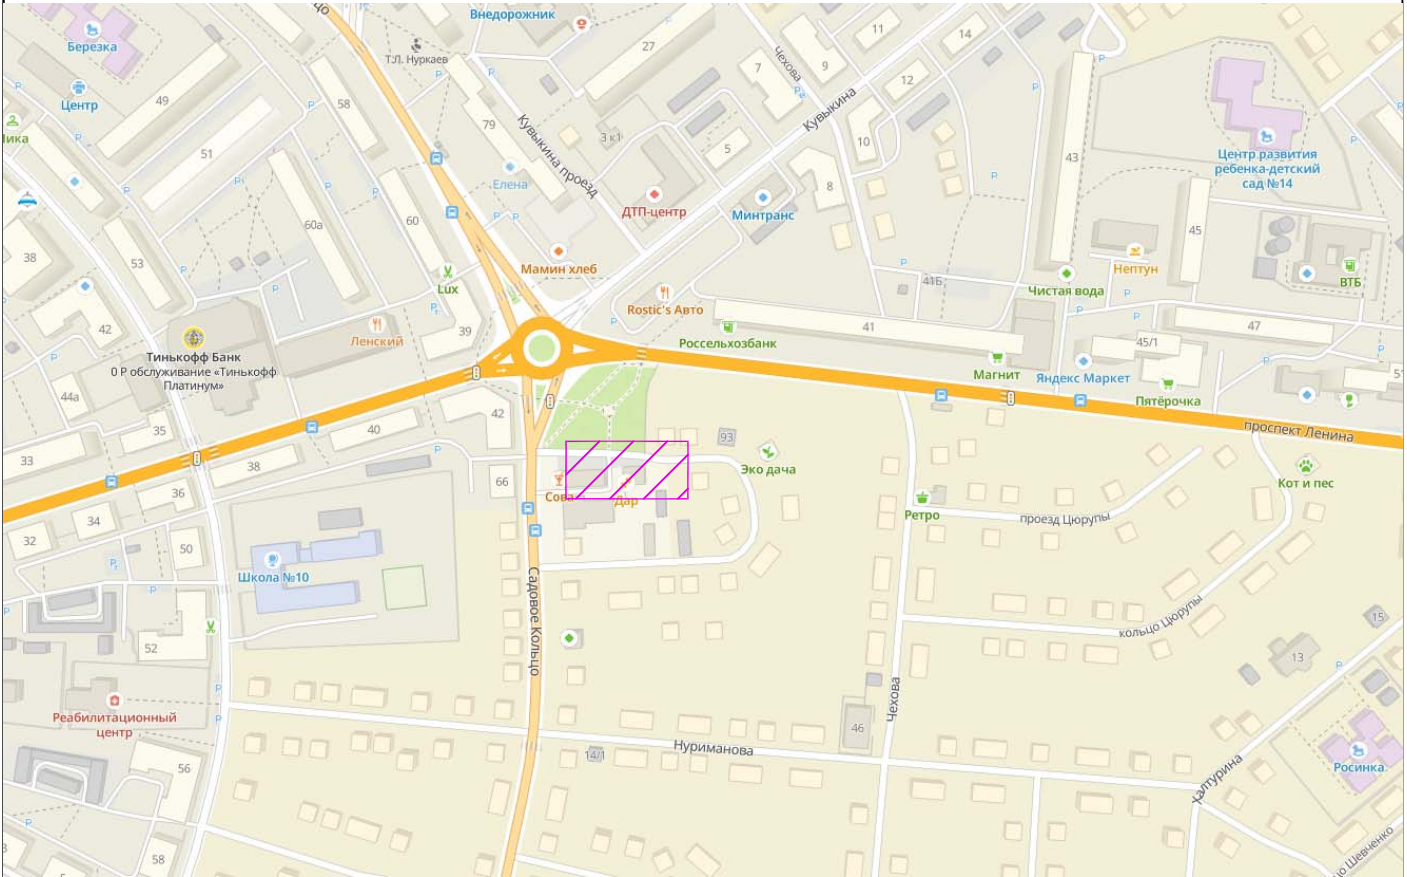 Внедорожник
Березка
Т.Л. Нуркаев
27
11
14
Чехова
7
9
12
Центр
49
58
Кувыкина
79
Кувыкина проезд
3 к1
5
10
51
43
Центр развития
ребенка-детский
сад №14
Елена
8
ДТП-центр
Минтранс
60а
60
45
38
53
Мамин хлеб
Нептун
Lux
41Б
Чистая вода
ВТБ
42
39
Rostic's Авто
41
47
Россельхозбанк
45/1
Ленский
Тинькофф Банк
0 Р обслуживание «Тинькофф
Платинум»
Магнит
Яндекс Маркет
44а
Пятёрочка
42
35
40
проспект Ленина
93
33
38
Эко дача
66
Кот и пес
36
Сова
Дар
Ретро
34
проезд Цюрупы
32
50
Школа №10
Садовое Кольцо
кольцо Цюрупы
15
52
13
Чехова
Реабилитационный
центр
46
Нуриманова
14/1
56
Росинка
Халтурина
58
Шевченко